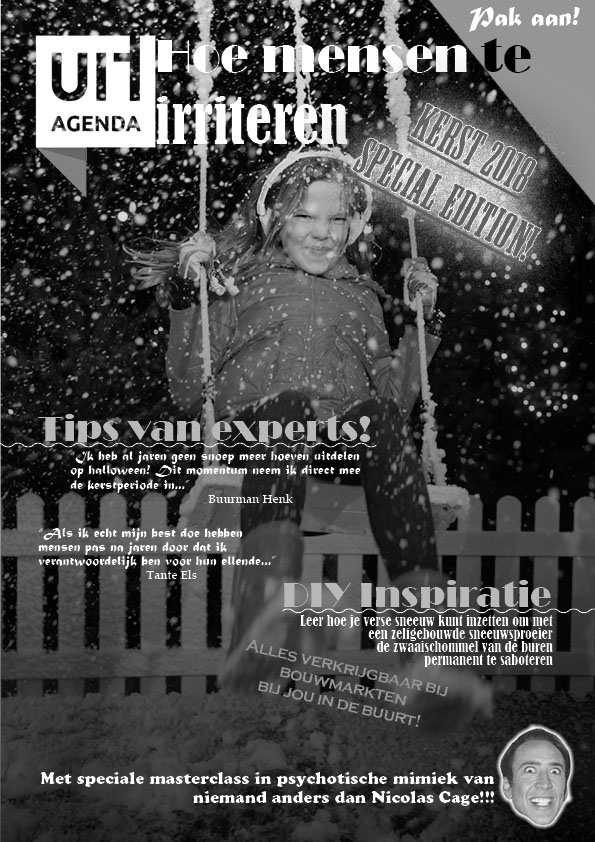 Pak aan!
Hoe mensen te
irriteren
uit
AGENDA
KERST 2018
SPECIAL EDITION!
Tips van experts!
"Ik heb al jaren geen snoep meer hoeven uitdelen
op halloween! Dit momentum neem ik direct mee
de kerstperiode in...
Buurman Henk
"Als ik echt mijn best doe hebben
mensen pas na jaren door dat ik
verantwoordelijk ben voor hun ellende..."
Tante Els
DIY Inspiratie
Leer hoe je verse sneeuw kunt inzetten om met
een zelfgebouwde sneeuwsproeier
de zwaaischommel van de buren
permanent te saboteren
ALLES VERKRIJGBAAR BIJ
BOUWMARKTEN
BIJ JOU IN DE BUURT!
Met speciale masterclass in psychotische mimiek van
niemand anders dan Nicolas Cage!!!